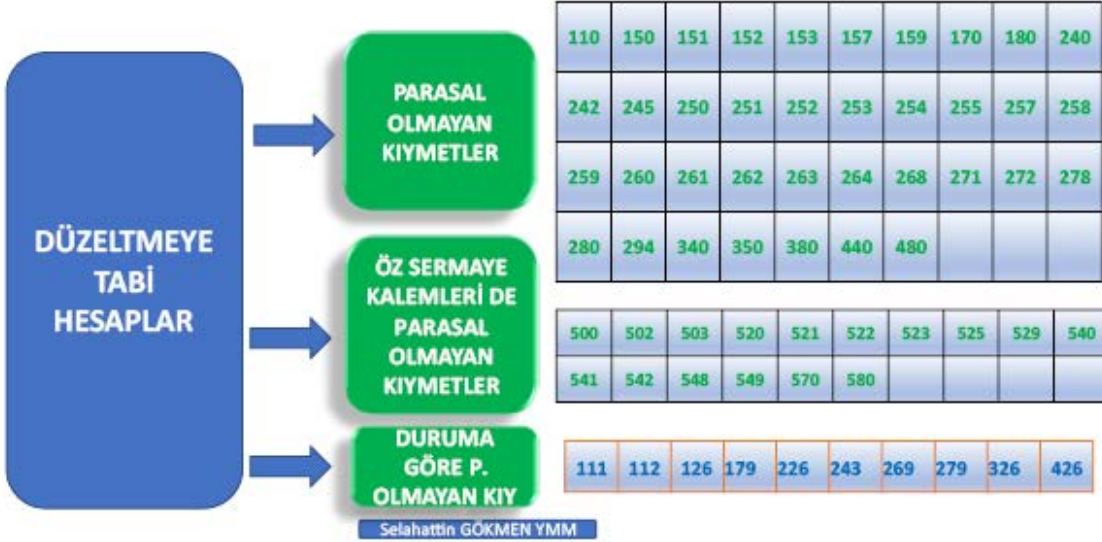 DÜZELTMEYE
TABİ
HESAPLAR
PARASAL
OLMAYAN
KIYMETLER
110 150 151 152 153 157 159 170 180 240
242 245 250 251 252 253 254 255 257 258
259 260 261 262 263 264 268 271 272 278
280 294 340 350 380 440 480
ÖZ SERMAYE
KALEMLERİ DE
PARASAL
OLMAYAN
KIYMETLER
500 502 503 520 521 522 523 525 529 540
541 542 548 549 570 580
DURUMA
GÖRE P.
OLMAYAN KIY
111 112 126 179 226 243 269 279 326 426
Selahattin GÖKMEN YMM